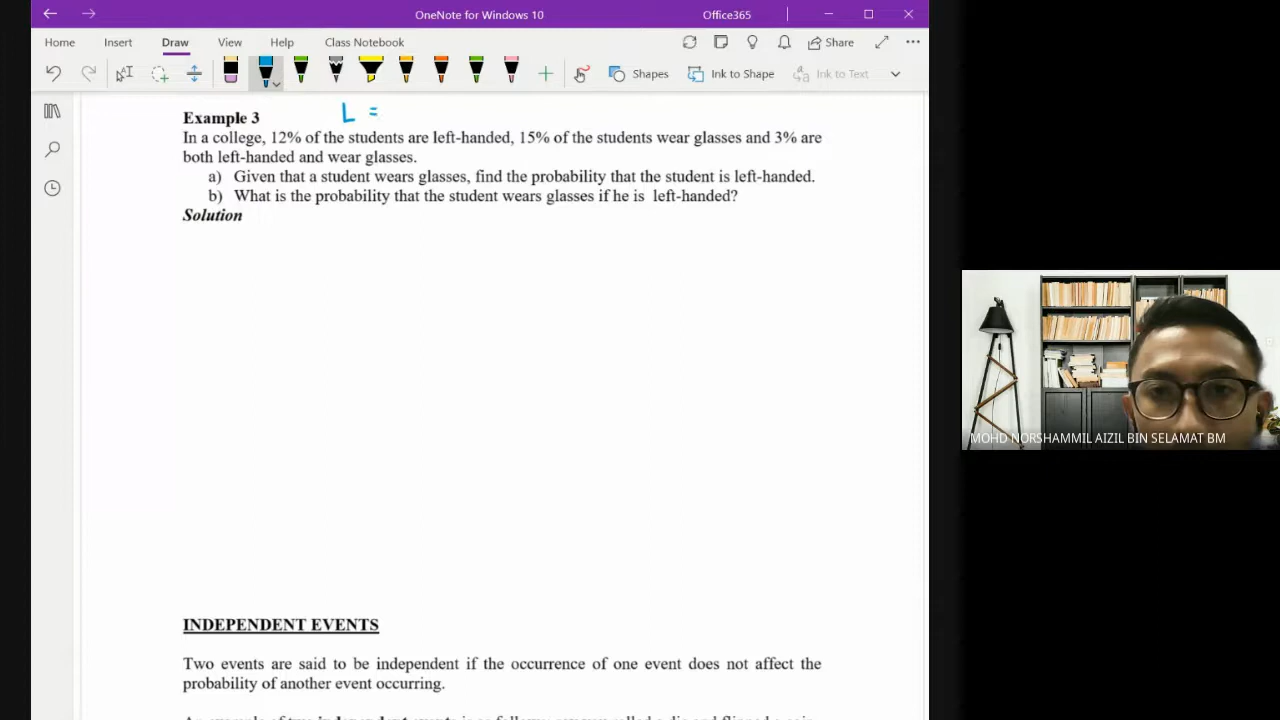 OneNote for Windows 10
Office365
Home Insert Draw View Help Class Notebook
Share
Shapes Ink to Shape Ink to Text
L =
Example 3
In a college, 12% of the students are left-handed, 15% of the students wear glasses and 3% are
both left-handed and wear glasses.
a) Given that a student wears glasses, find the probability that the student is left-handed.
b) What is the probability that the student wears glasses if he is left-handed?
Solution
INDEPENDENT EVENTS
Two events are said to be independent if the occurrence of one event does not affect the
probability of another event occurring.
MOHD NORSHAMMIL AIZIL BIN SELAMAT BM